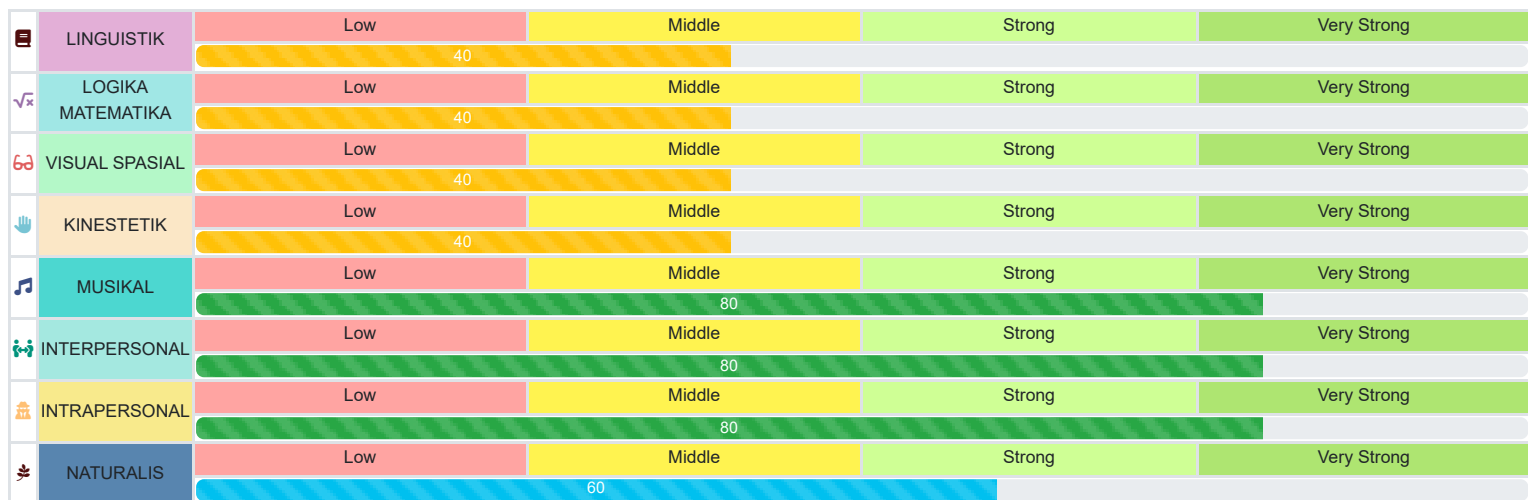 Low Middle Strong Very Strong
LINGUISTIK
40
Low Middle Strong Very Strong
LOGIKA
MATEMATIKA
40
Low Middle Strong Very Strong
VISUAL SPASIAL
40
Low Middle Strong Very Strong
KINESTETIK
40
Low Middle Strong Very Strong
MUSIKAL
80
Low Middle Strong Very Strong
INTERPERSONAL
80
Low Middle Strong Very Strong
INTRAPERSONAL
80
Low Middle Strong Very Strong
NATURALIS
60